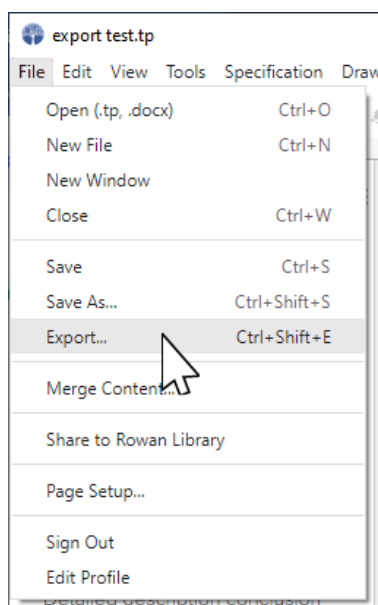 export test.tp
File Edit View Tools Specification Draw
Open (.tp, .docx) Ctrl+O
New File Ctrl+N
New Window
Close Ctrl+W
Save Ctrl+S
Save As... Ctrl+Shift+S
Export... Ctrl+Shift+E
Merge Content...
Share to Rowan Library
Page Setup...
Sign Out
Edit Profile
Detailed description conclusion